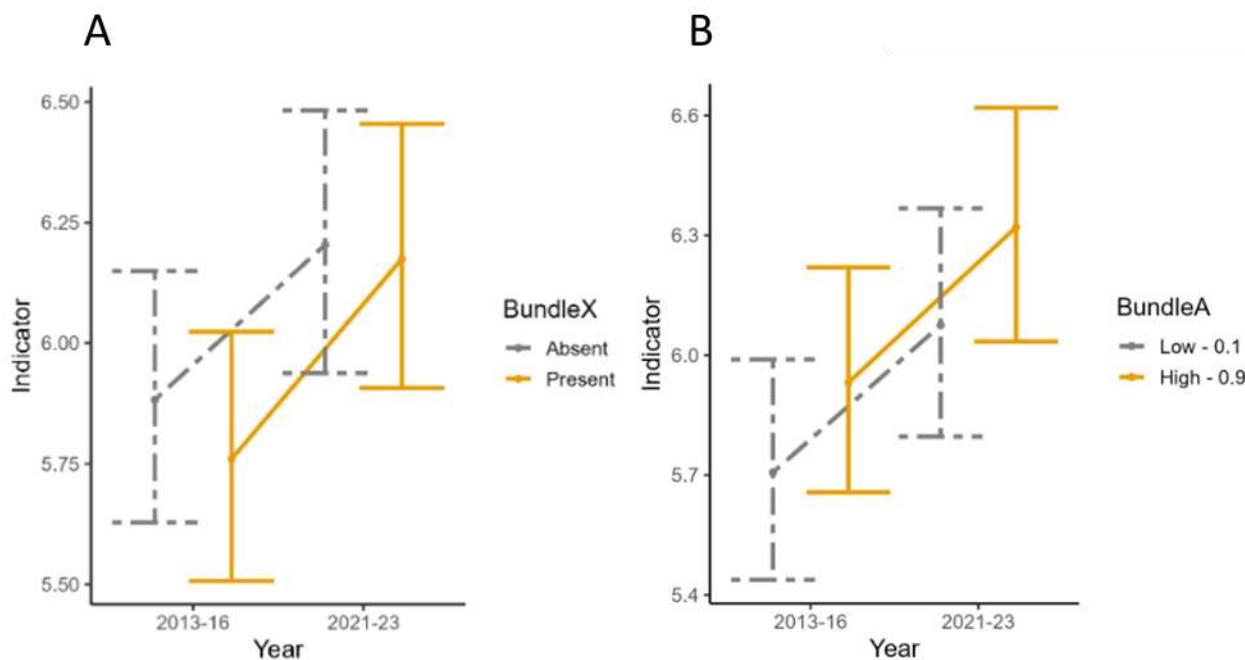 A
6.50
6.25
6.00
5.75
5.50
Indicator
2013-16
2021-23
Year
BundleX
Absent
Present
B
6.6
6.3
6.0
5.7
5.4
Indicator
2013-16
2021-23
Year
BundleA
Low - 0.1
High - 0.9